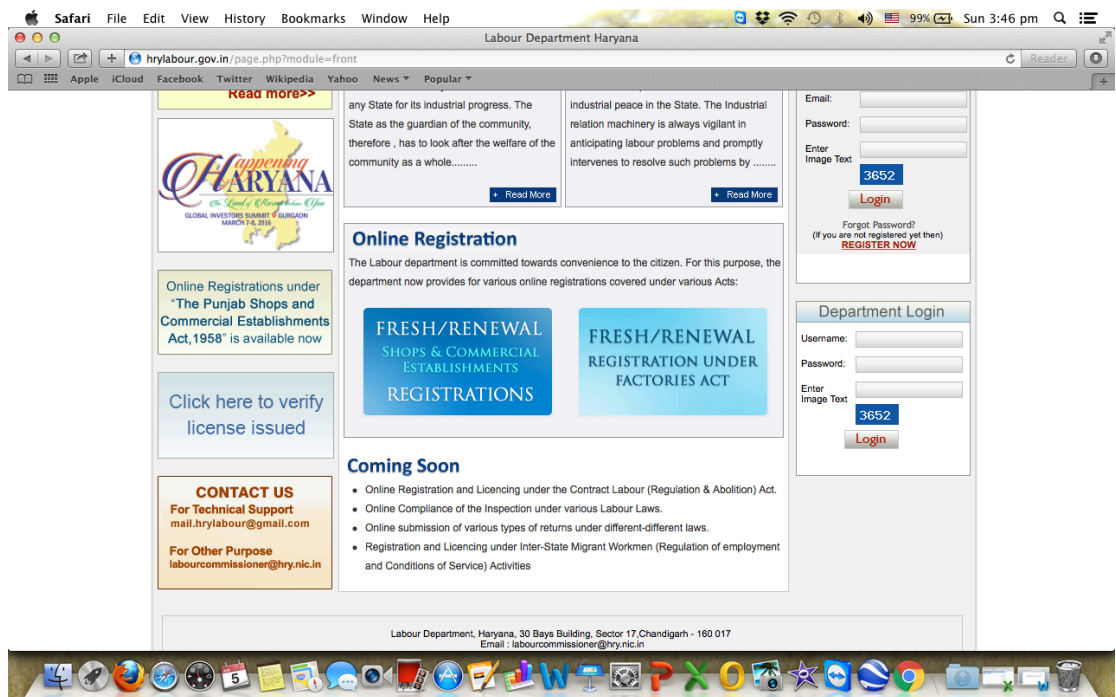 Safari File Edit View History Bookmarks Window Help
99% Sun 3:46 pm
Labour Department Haryana
hrylabour.gov.in/page.php?module=front
Reader
Apple iCloud Facebook Twitter Wikipedia Yahoo News Popular
Read more>>
Happening
HARYANA
GLOBAL INVESTORS SUMMIT GURGAON
MARCH 7-8, 2016
Online Registrations under
"The Punjab Shops and
Commercial Establishments
Act,1958" is available now
Click here to verify
license issued
CONTACT US
For Technical Support
mail.hrylabour@gmail.com
For Other Purpose
labourcommissioner@hry.nic.in
any State for its industrial progress. The
State as the guardian of the community,
therefore , has to look after the welfare of the
community as a whole.........
+ Read More
industrial peace in the State. The Industrial
relation machinery is always vigilant in
anticipating labour problems and promptly
intervenes to resolve such problems by ........
+ Read More
Online Registration
The Labour department is committed towards convenience to the citizen. For this purpose, the
department now provides for various online registrations covered under various Acts:
FRESH/RENEWAL
SHOPS & COMMERCIAL
ESTABLISHMENTS
REGISTRATIONS
FRESH/RENEWAL
REGISTRATION UNDER
FACTORIES ACT
Coming Soon
• Online Registration and Licencing under the Contract Labour (Regulation & Abolition) Act.
• Online Compliance of the Inspection under various Labour Laws.
• Online submission of various types of returns under different-different laws.
• Registration and Licencing under Inter-State Migrant Workmen (Regulation of employment
and Conditions of Service) Activities
Email:
Password:
Enter
Image Text
3652
Login
Forgot Password?
(If you are not registered yet then)
REGISTER NOW
Department Login
Username:
Password:
Enter
Image Text
3652
Login
Labour Department, Haryana, 30 Bays Building, Sector 17,Chandigarh - 160 017
Email : labourcommissioner@hry.nic.in
5